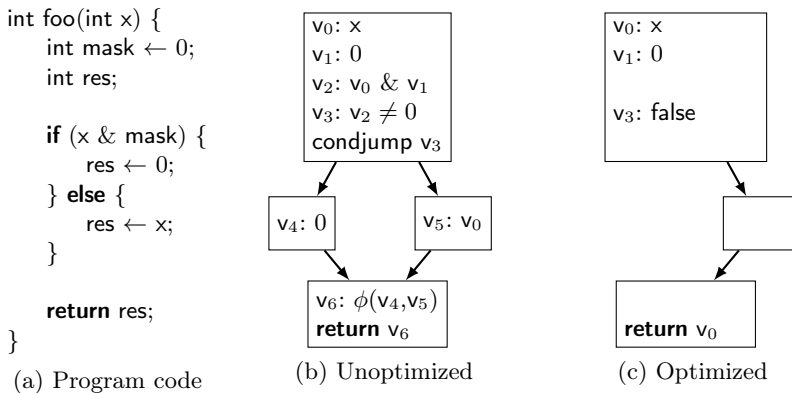 int foo(int x) {
int mask ← 0;
int res;
if (x & mask) {
res ← 0;
} else {
res ← x;
}
return res;
}
(a) Program code
v₀: x
v₁: 0
v₂: v₀ & v₁
v₃: v₂ ≠ 0
condjump v₃
v₄: 0
v₅: v₀
v₆: ϕ(v₄,v₅)
return v₆
(b) Unoptimized
v₀: x
v₁: 0
v₃: false
return v₀
(c) Optimized